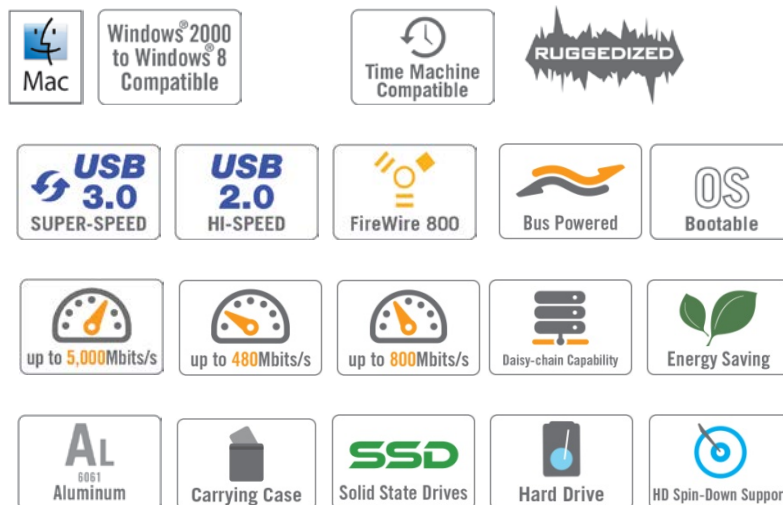 Mac
Windows® 2000
to Windows® 8
Compatible
Time Machine
Compatible
RUGGEDIZED
USB
3.0
SUPER-SPEED
USB
2.0
HI-SPEED
FireWire 800
Bus Powered
OS
Bootable
up to 5,000Mbits/s
up to 480Mbits/s
up to 800Mbits/s
Daisy-chain Capability
Energy Saving
AL
6061
Aluminum
Carrying Case
SSD
Solid State Drives
Hard Drive
HD Spin-Down Suppor